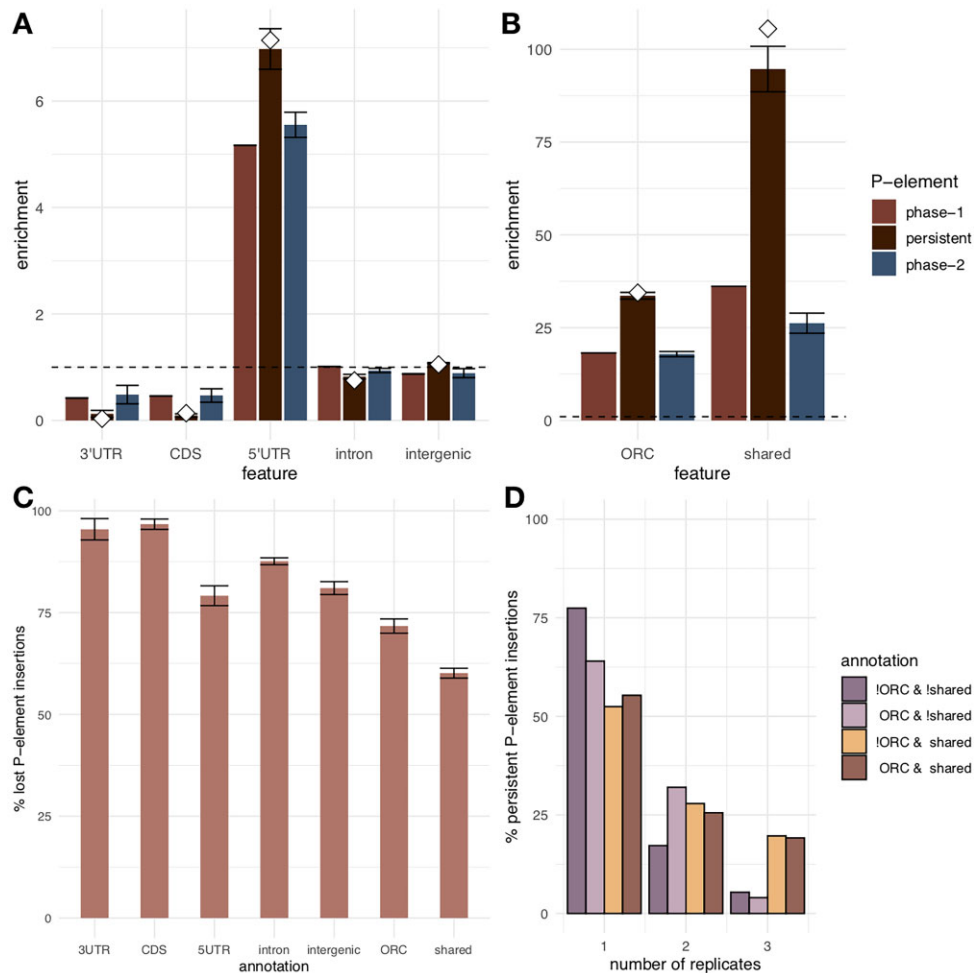 A
enrichment
6
4
2
0
3'UTR CDS 5'UTR intron intergenic
feature
B
enrichment
100
75
50
25
0
ORC shared
feature
P−element
phase−1
persistent
phase−2
C
% lost P−element insertions
100
75
50
25
0
3UTR CDS 5UTR intron intergenic ORC shared
annotation
D
% persistent P−element insertions
100
75
50
25
0
1 2 3
number of replicates
annotation
!ORC & !shared
ORC & !shared
!ORC & shared
ORC & shared